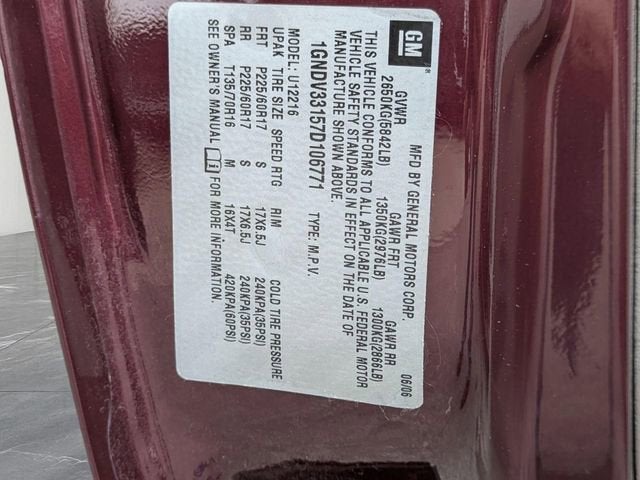 GM ®
MFD BY GENERAL MOTORS CORP 06/06
GVWR GAWR FRT GAWR RR
2650KG(5842LB) 1350KG(2976LB) 1300KG(2866LB)
THIS VEHICLE CONFORMS TO ALL APPLICABLE U.S. FEDERAL MOTOR
VEHICLE SAFETY STANDARDS IN EFFECT ON THE DATE OF
MANUFACTURE SHOWN ABOVE.
1GNDV33157D106771 TYPE: M.P.V.
MODEL: U12216
UPAK TIRE SIZE SPEED RTG RIM COLD TIRE PRESSURE
FRT P225/60R17 S 17X6.5J 240KPA(35PSI)
RR P225/60R17 S 17X6.5J 240KPA(35PSI)
SPA T135/70R16 M 16X4T 420KPA(60PSI)
SEE OWNER'S MANUAL i FOR MORE INFORMATION.